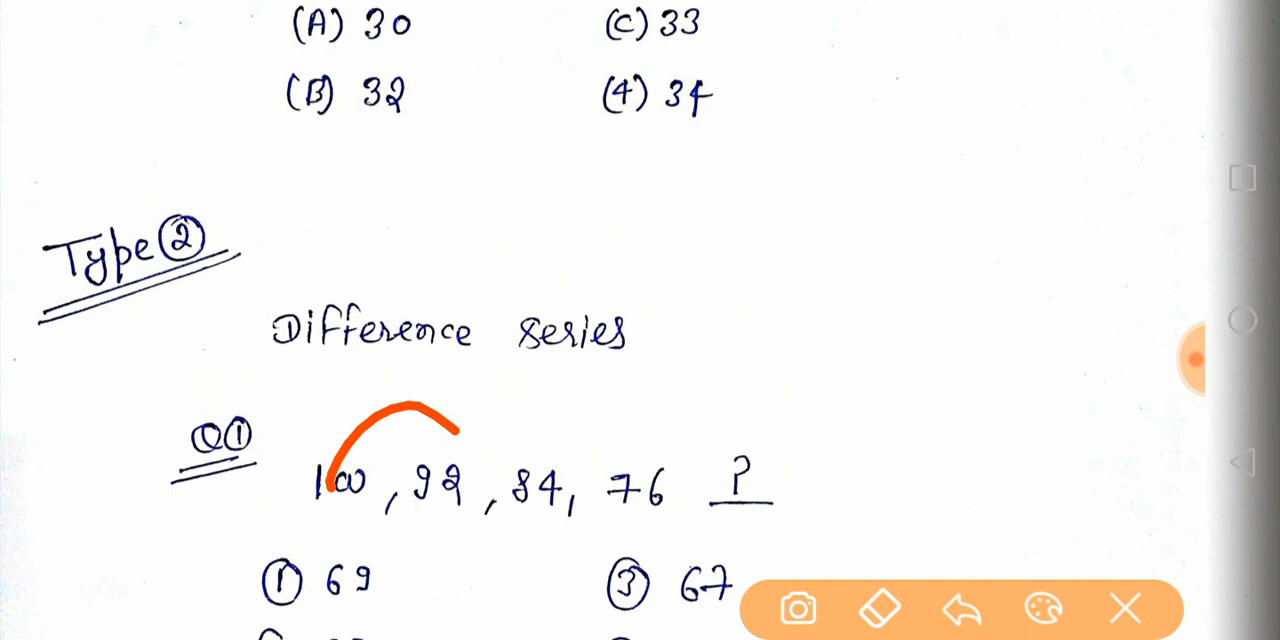 (A) 30 (C) 33
(B) 32 (4) 34
Type ②
Difference series
Q①
100, 92, 84, 76 ?
① 69 ③ 67